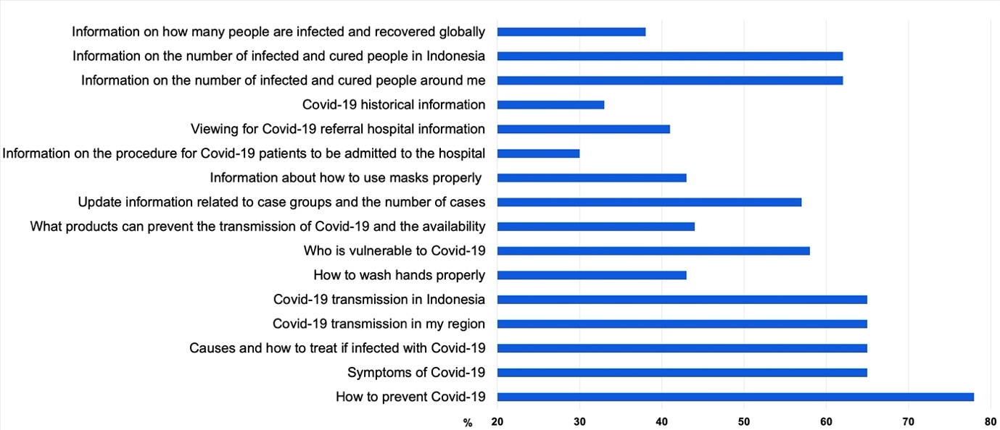 Information on how many people are infected and recovered globally
Information on the number of infected and cured people in Indonesia
Information on the number of infected and cured people around me
Covid-19 historical information
Viewing for Covid-19 referral hospital information
Information on the procedure for Covid-19 patients to be admitted to the hospital
Information about how to use masks properly
Update information related to case groups and the number of cases
What products can prevent the transmission of Covid-19 and the availability
Who is vulnerable to Covid-19
How to wash hands properly
Covid-19 transmission in Indonesia
Covid-19 transmission in my region
Causes and how to treat if infected with Covid-19
Symptoms of Covid-19
How to prevent Covid-19
% 20 30 40 50 60 70 80